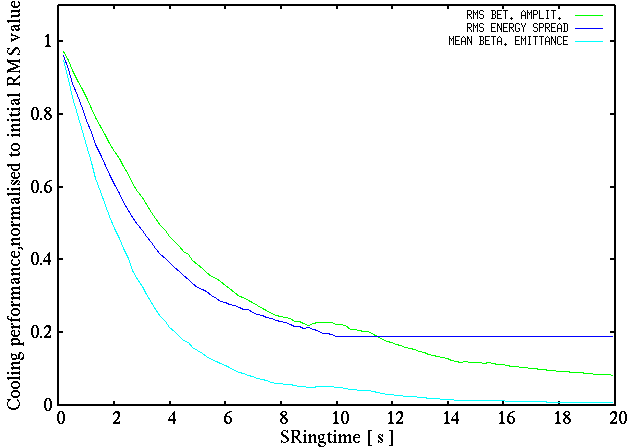 Cooling performance,normalised to initial RMS value
RMS BET. AMPLIT.
RMS ENERGY SPREAD
MEAN BETA. EMITTANCE
1
0.8
0.6
0.4
0.2
0
0 2 4 6 8 10 12 14 16 18 20
SRingtime [ s ]